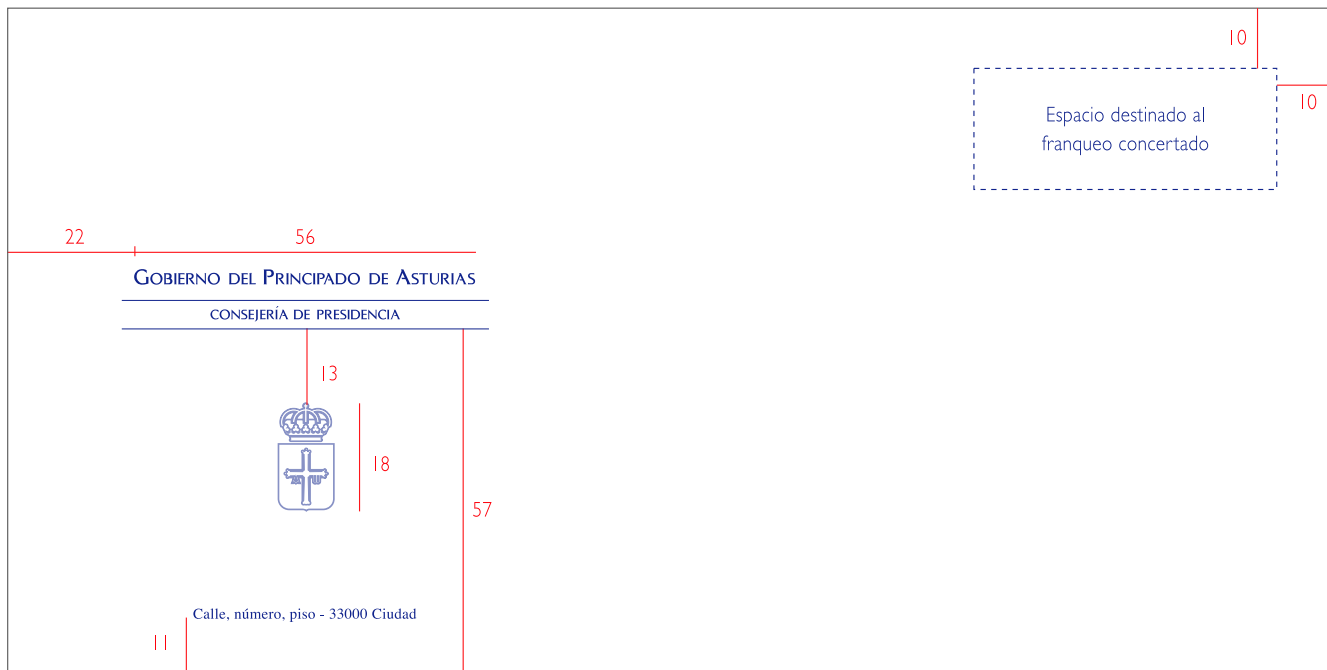 10
10
Espacio destinado al
franqueo concertado
22
56
GOBIERNO DEL PRINCIPADO DE ASTURIAS
CONSEJERÍA DE PRESIDENCIA
13
18
57
Calle, número, piso - 33000 Ciudad
11